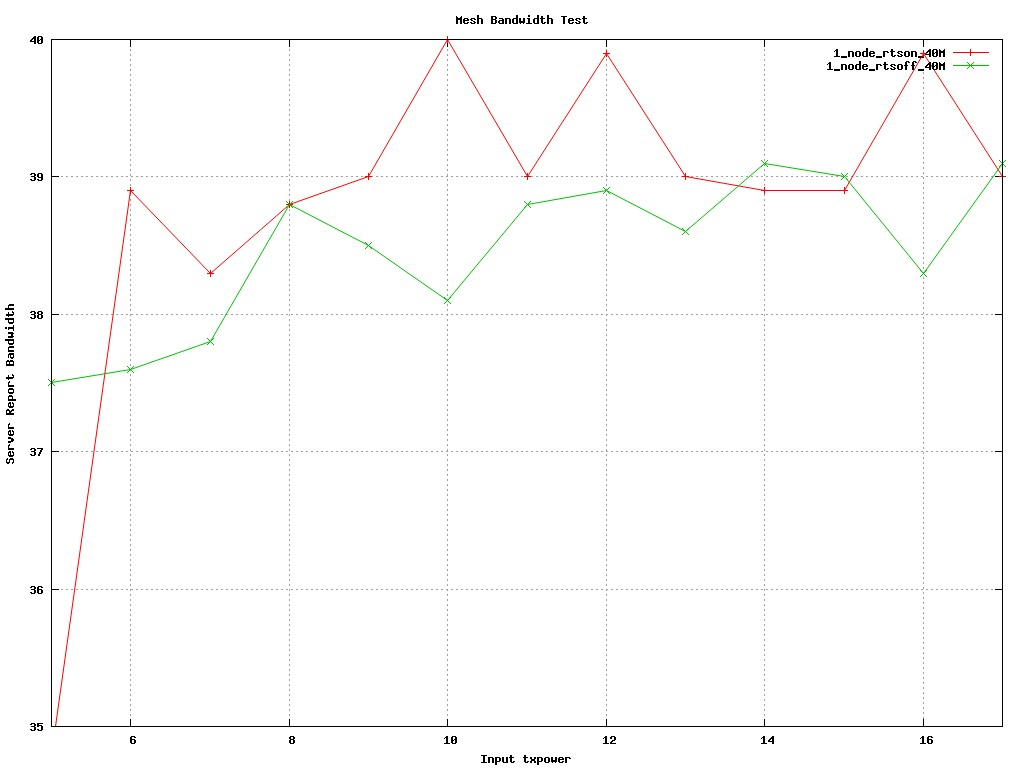 Mesh Bandwidth Test
1_node_rtson_40M
1_node_rtsoff_40M
40
39
38
37
36
35
Server Report Bandwidth
6 8 10 12 14 16
Input txpower